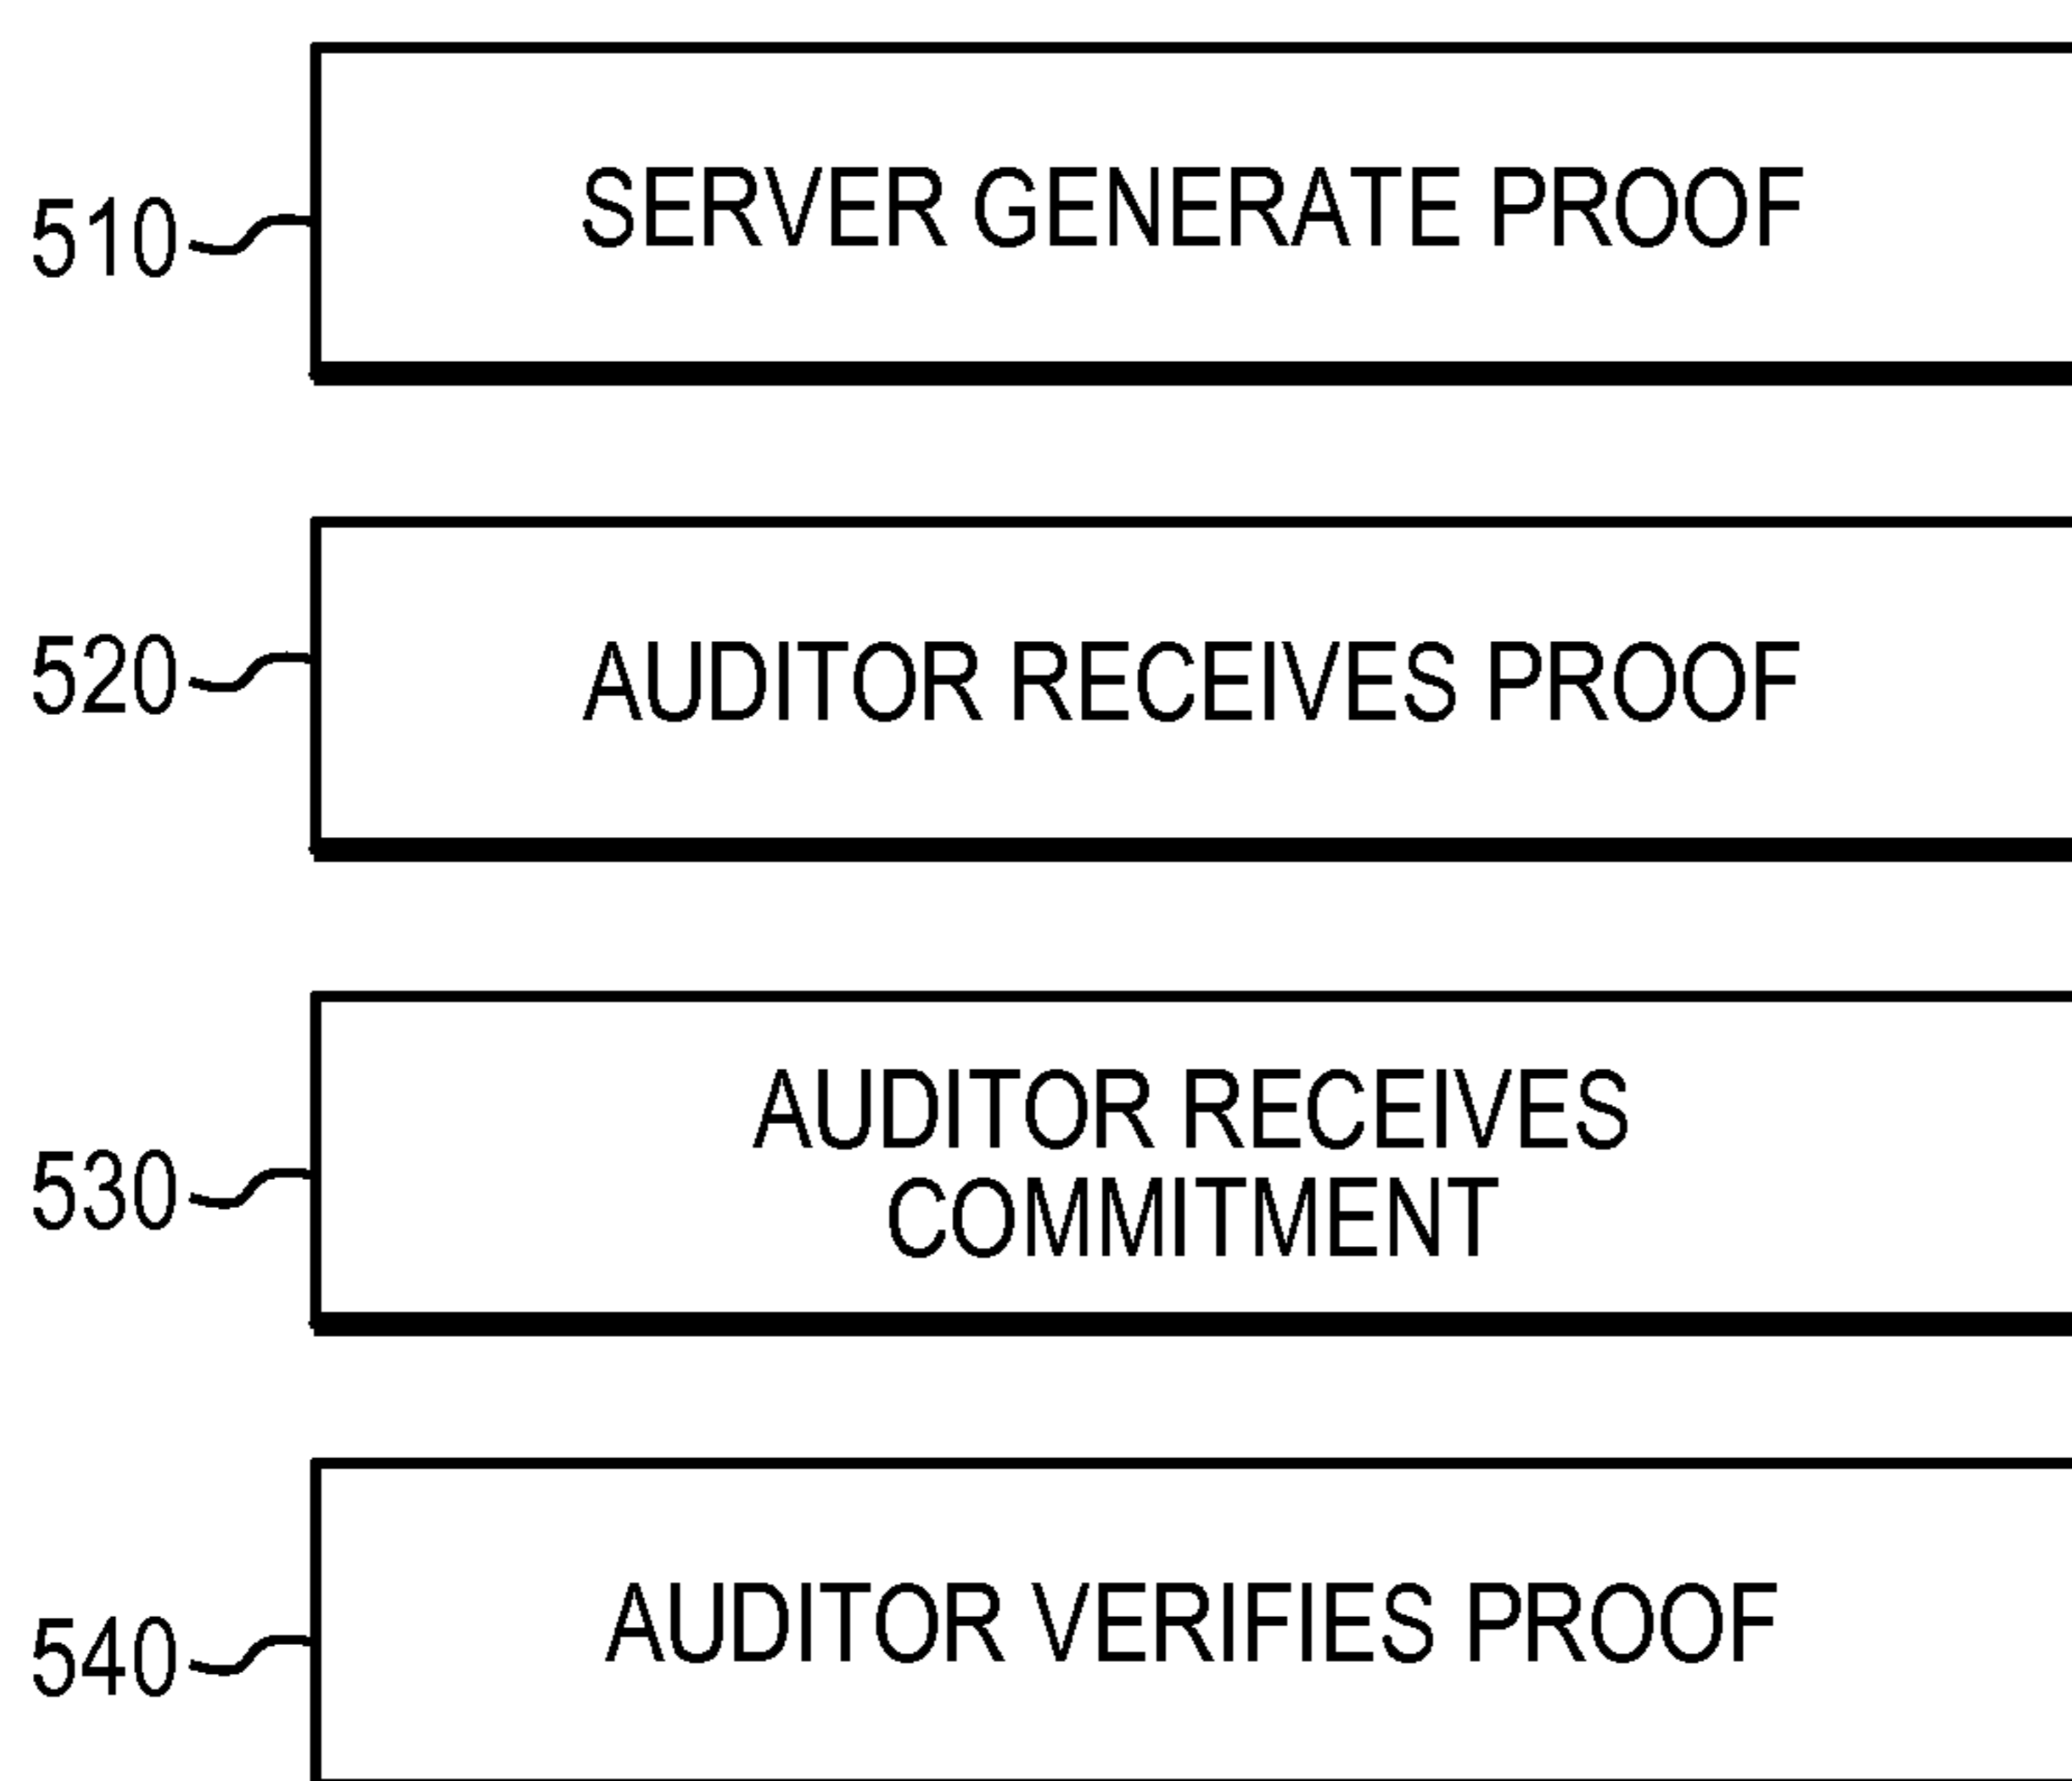 510 SERVER GENERATE PROOF
520 AUDITOR RECEIVES PROOF
530 AUDITOR RECEIVES
COMMITMENT
540 AUDITOR VERIFIES PROOF